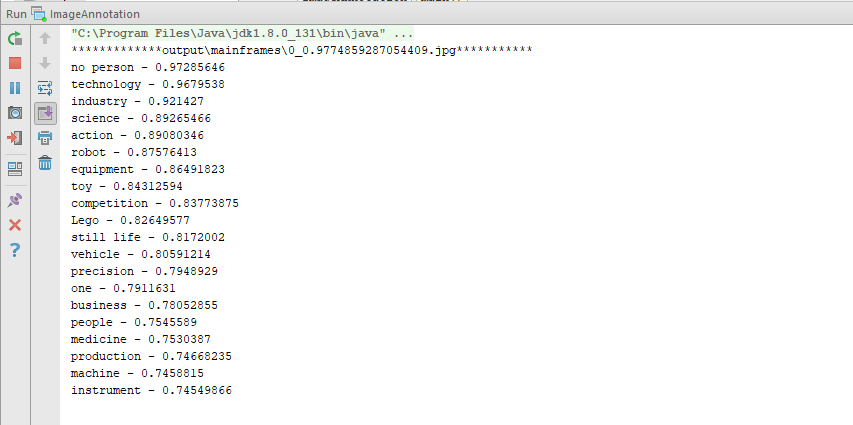 Run ImageAnnotation
"C:\Program Files\Java\jdk1.8.0_131\bin\java" ...
*************output\mainframes\0_0.9774859287054409.jpg***********
no person - 0.97285646
technology - 0.9679538
industry - 0.921427
science - 0.89265466
action - 0.89080346
robot - 0.87576413
equipment - 0.86491823
toy - 0.84312594
competition - 0.83773875
Lego - 0.82649577
still life - 0.8172002
vehicle - 0.80591214
precision - 0.7948929
one - 0.7911631
business - 0.78052855
people - 0.7545589
medicine - 0.7530387
production - 0.74668235
machine - 0.7458815
instrument - 0.74549866